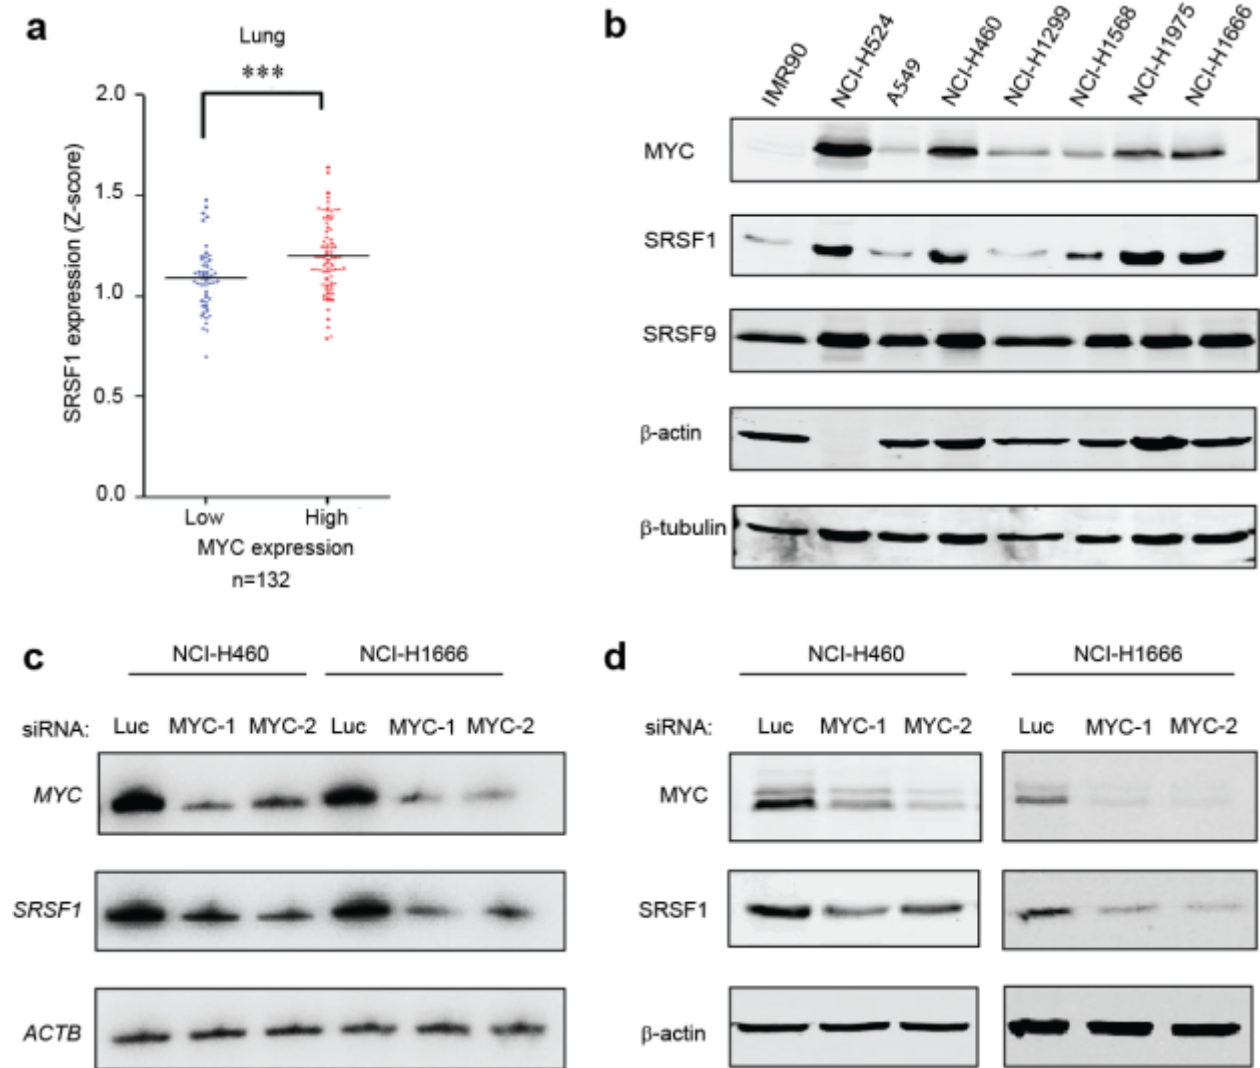 a
Lung
***
2.0
1.5
1.0
0.5
0.0
SRSF1 expression (Z-score)
Low High
MYC expression
n=132
b
IMR90 NCI-H524 A549 NCI-H460 NCI-H1299 NCI-H1568 NCI-H1975 NCI-H1666
MYC
SRSF1
SRSF9
β-actin
β-tubulin
c
NCI-H460 NCI-H1666
siRNA: Luc MYC-1 MYC-2 Luc MYC-1 MYC-2
MYC
SRSF1
ACTB
d
NCI-H460 NCI-H1666
siRNA: Luc MYC-1 MYC-2 Luc MYC-1 MYC-2
MYC
SRSF1
β-actin